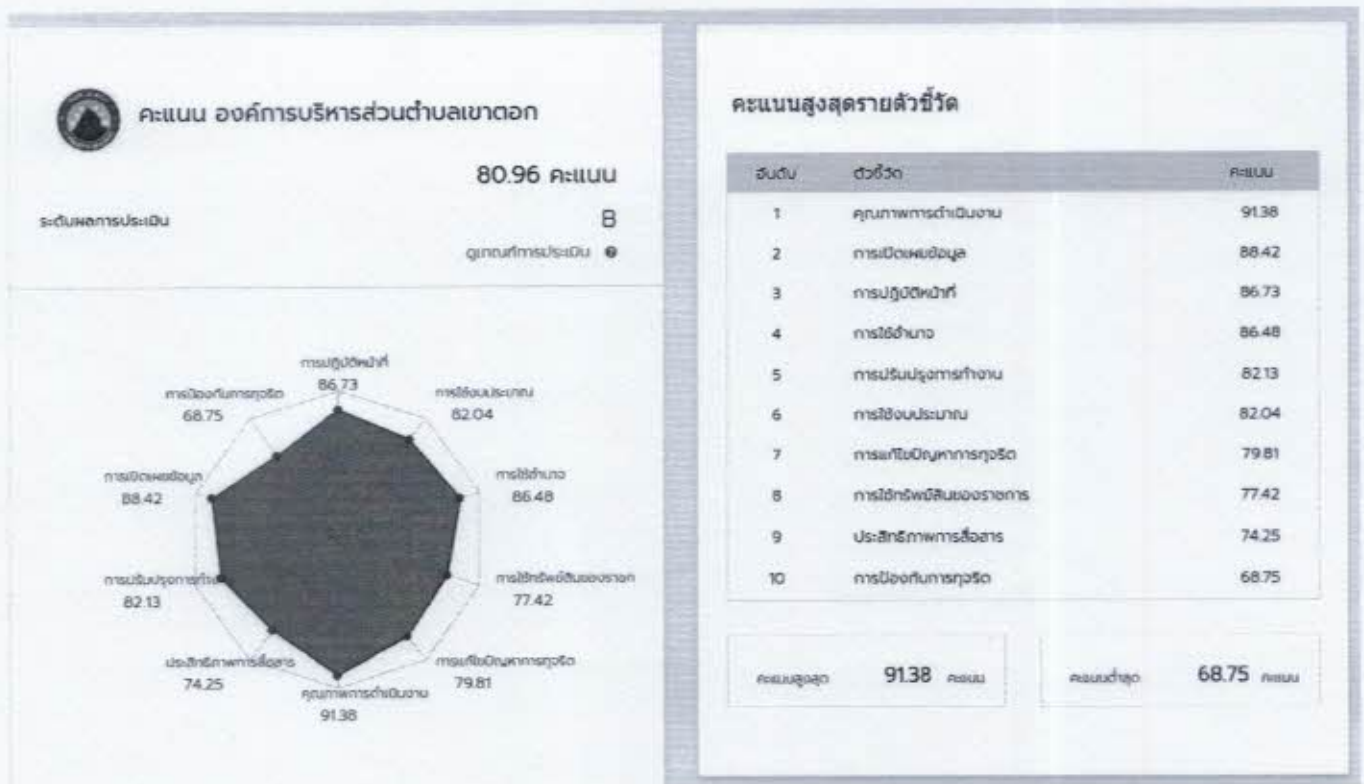 คะแนน องค์การบริหารส่วนตำบลเขาตอก
80.96 คะแนน
ระดับผลการประเมิน
B
ดูเกณฑ์การประเมิน ?
การปฏิบัติหน้าที่
86.73
การป้องกันการทุจริต
68.75
การใช้งบประมาณ
82.04
การเปิดเผยข้อมูล
88.42
การใช้อำนาจ
86.48
การปรับปรุงการทำง
82.13
การใช้ทรัพย์สินของราชก
77.42
ประสิทธิภาพการสื่อสาร
74.25
การแก้ไขปัญหาการทุจริต
79.81
คุณภาพการดำเนินงาน
91.38
คะแนนสูงสุดรายตัวชี้วัด
อันดับ ตัวชี้วัด คะแนน
1 คุณภาพการดำเนินงาน 91.38
2 การเปิดเผยข้อมูล 88.42
3 การปฏิบัติหน้าที่ 86.73
4 การใช้อำนาจ 86.48
5 การปรับปรุงการทำงาน 82.13
6 การใช้งบประมาณ 82.04
7 การแก้ไขปัญหาการทุจริต 79.81
8 การใช้ทรัพย์สินของราชการ 77.42
9 ประสิทธิภาพการสื่อสาร 74.25
10 การป้องกันการทุจริต 68.75
คะแนนสูงสุด 91.38 คะแนน
คะแนนต่ำสุด 68.75 คะแนน